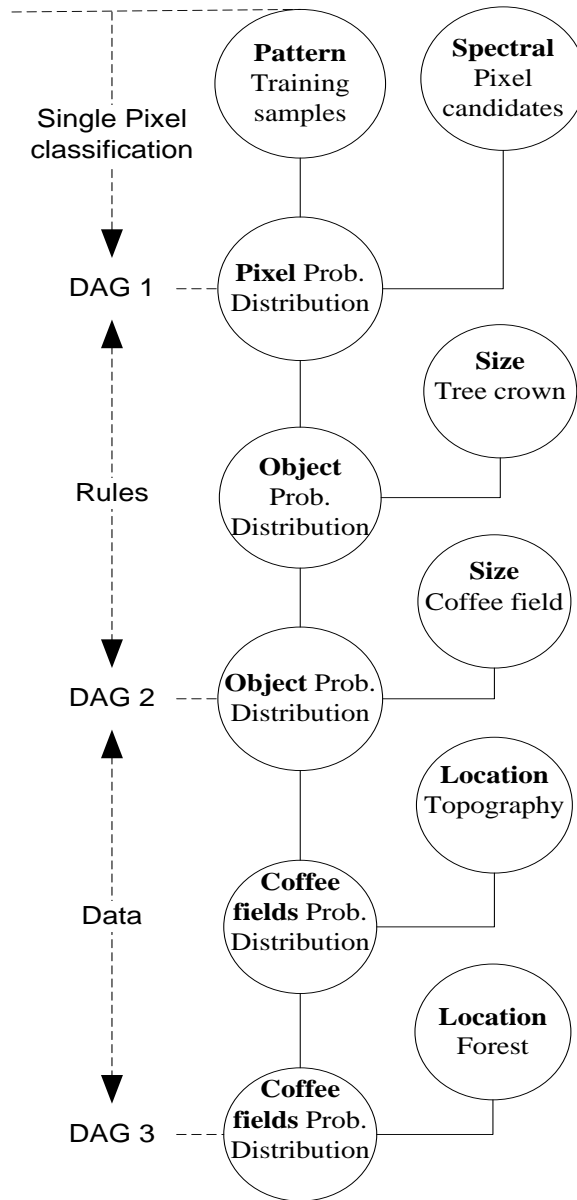 Pattern
Training
samples
Spectral
Pixel
candidates
Single Pixel
classification
DAG 1
Pixel Prob.
Distribution
Size
Tree crown
Rules
Object
Prob.
Distribution
Size
Coffee field
DAG 2
Object Prob.
Distribution
Location
Topography
Data
Coffee
fields Prob.
Distribution
Location
Forest
DAG 3
Coffee
fields Prob.
Distribution